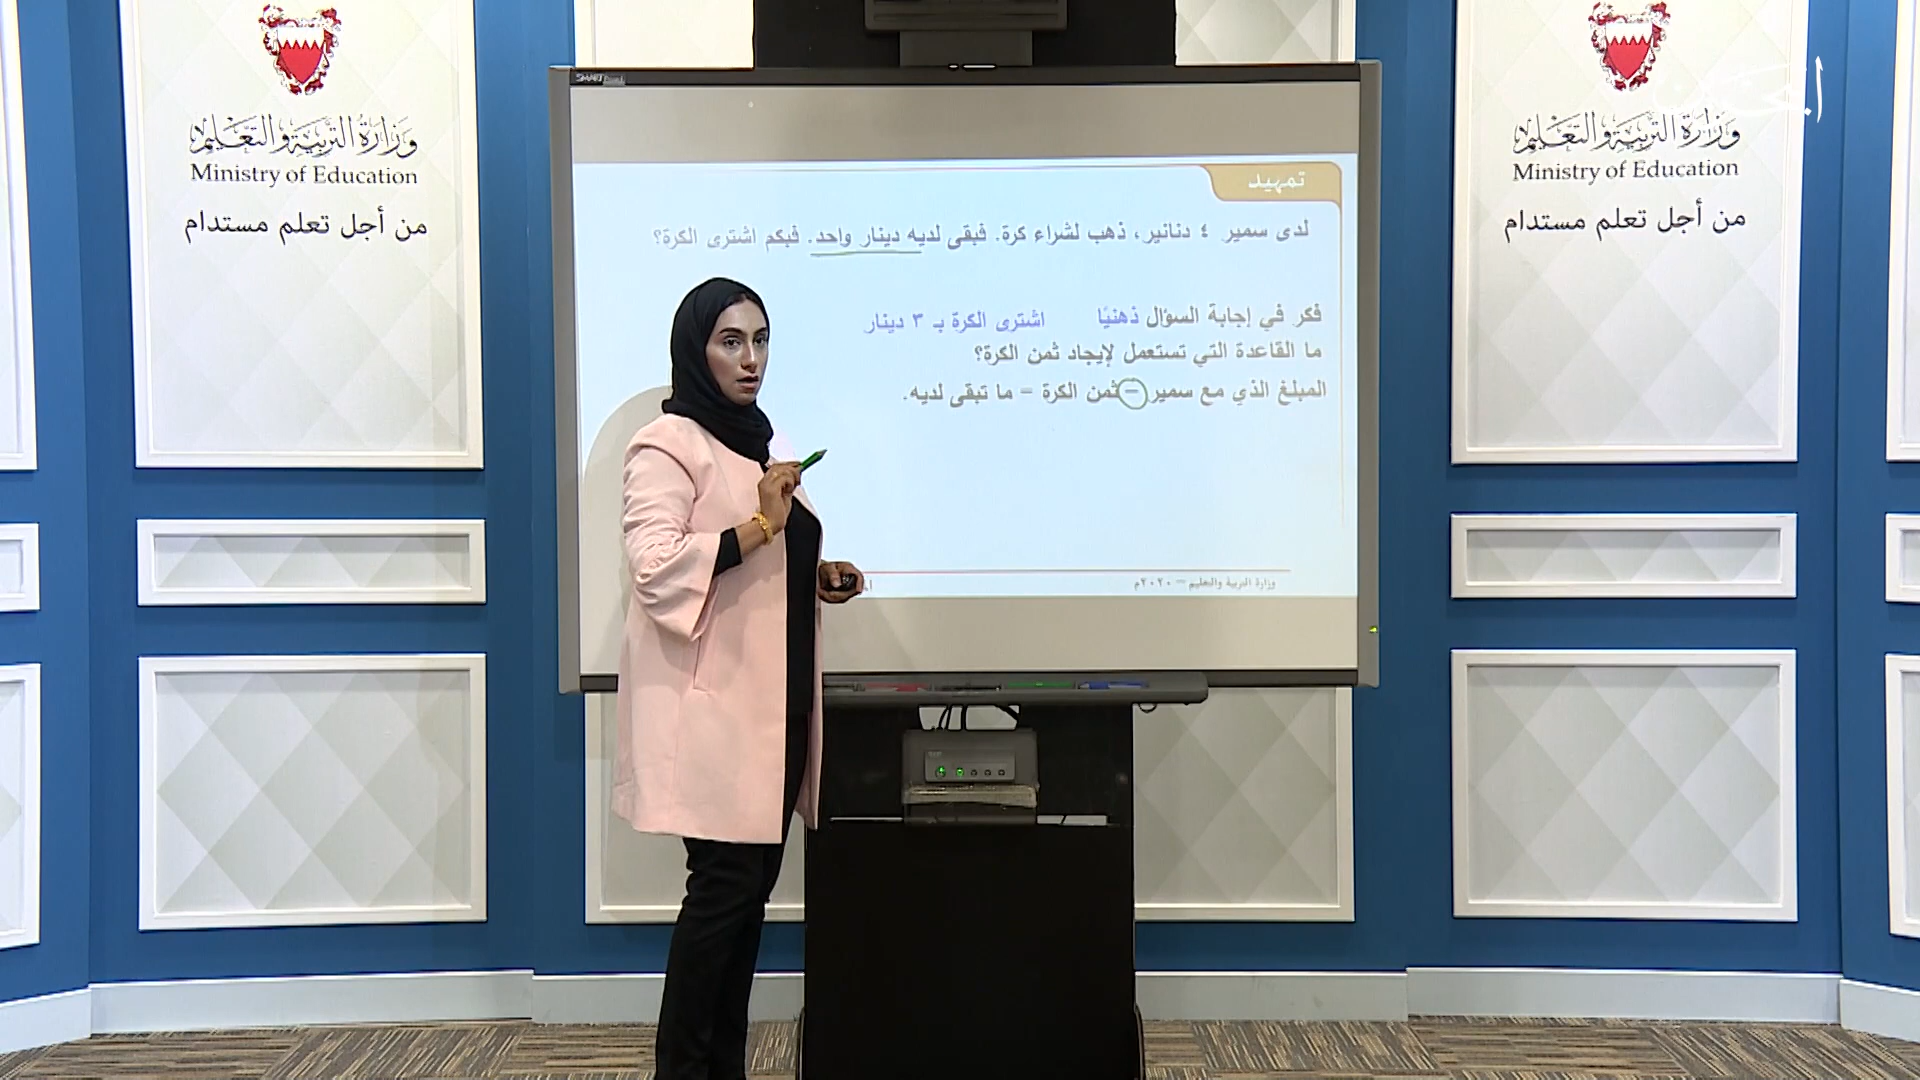 وزارة التربية والتعليم
Ministry of Education
من أجل تعلم مستدام
SMART Board
تمهيد
لدى سمير ٤ دنانير، ذهب لشراء كرة. فبقى لديه دينار واحد. فبكم اشترى الكرة؟
فكر في إجابة السؤال ذهنيًا اشترى الكرة بـ ٣ دينار
ما القاعدة التي تستعمل لإيجاد ثمن الكرة؟
المبلغ الذي مع سمير – ثمن الكرة = ما تبقى لديه.
وزارة التربية والتعليم – ٢٠٢٠م
وزارة التربية والتعليم
Ministry of Education
من أجل تعلم مستدام